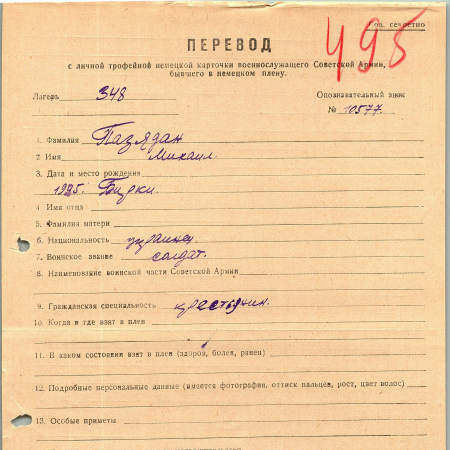 Сов. секретно
495
ПЕРЕВОД
с личной трофейной немецкой карточки военнослужащего Советской Армии,
бывшего в немецком плену.
Лагерь 348
Опознавательный знак
№ 10577.
1. Фамилия Пазядан
2 Имя Михаил.
3. Дата и место рождения
1925. Бирки.
4. Имя отца
5. Фамилия матери
6. Национальность украинец
7. Воинское звание солдат.
8. Наименование воинской части Советской Армии
9. Гражданская специальность крестьянин.
10. Когда и где взят в плен
11. В каком состоянии взят в плен (здоров, болен, ранен)
12. Подробные персональные данные (имеется фотография, оттиск пальцев, рост, цвет волос)
13. Особые приметы